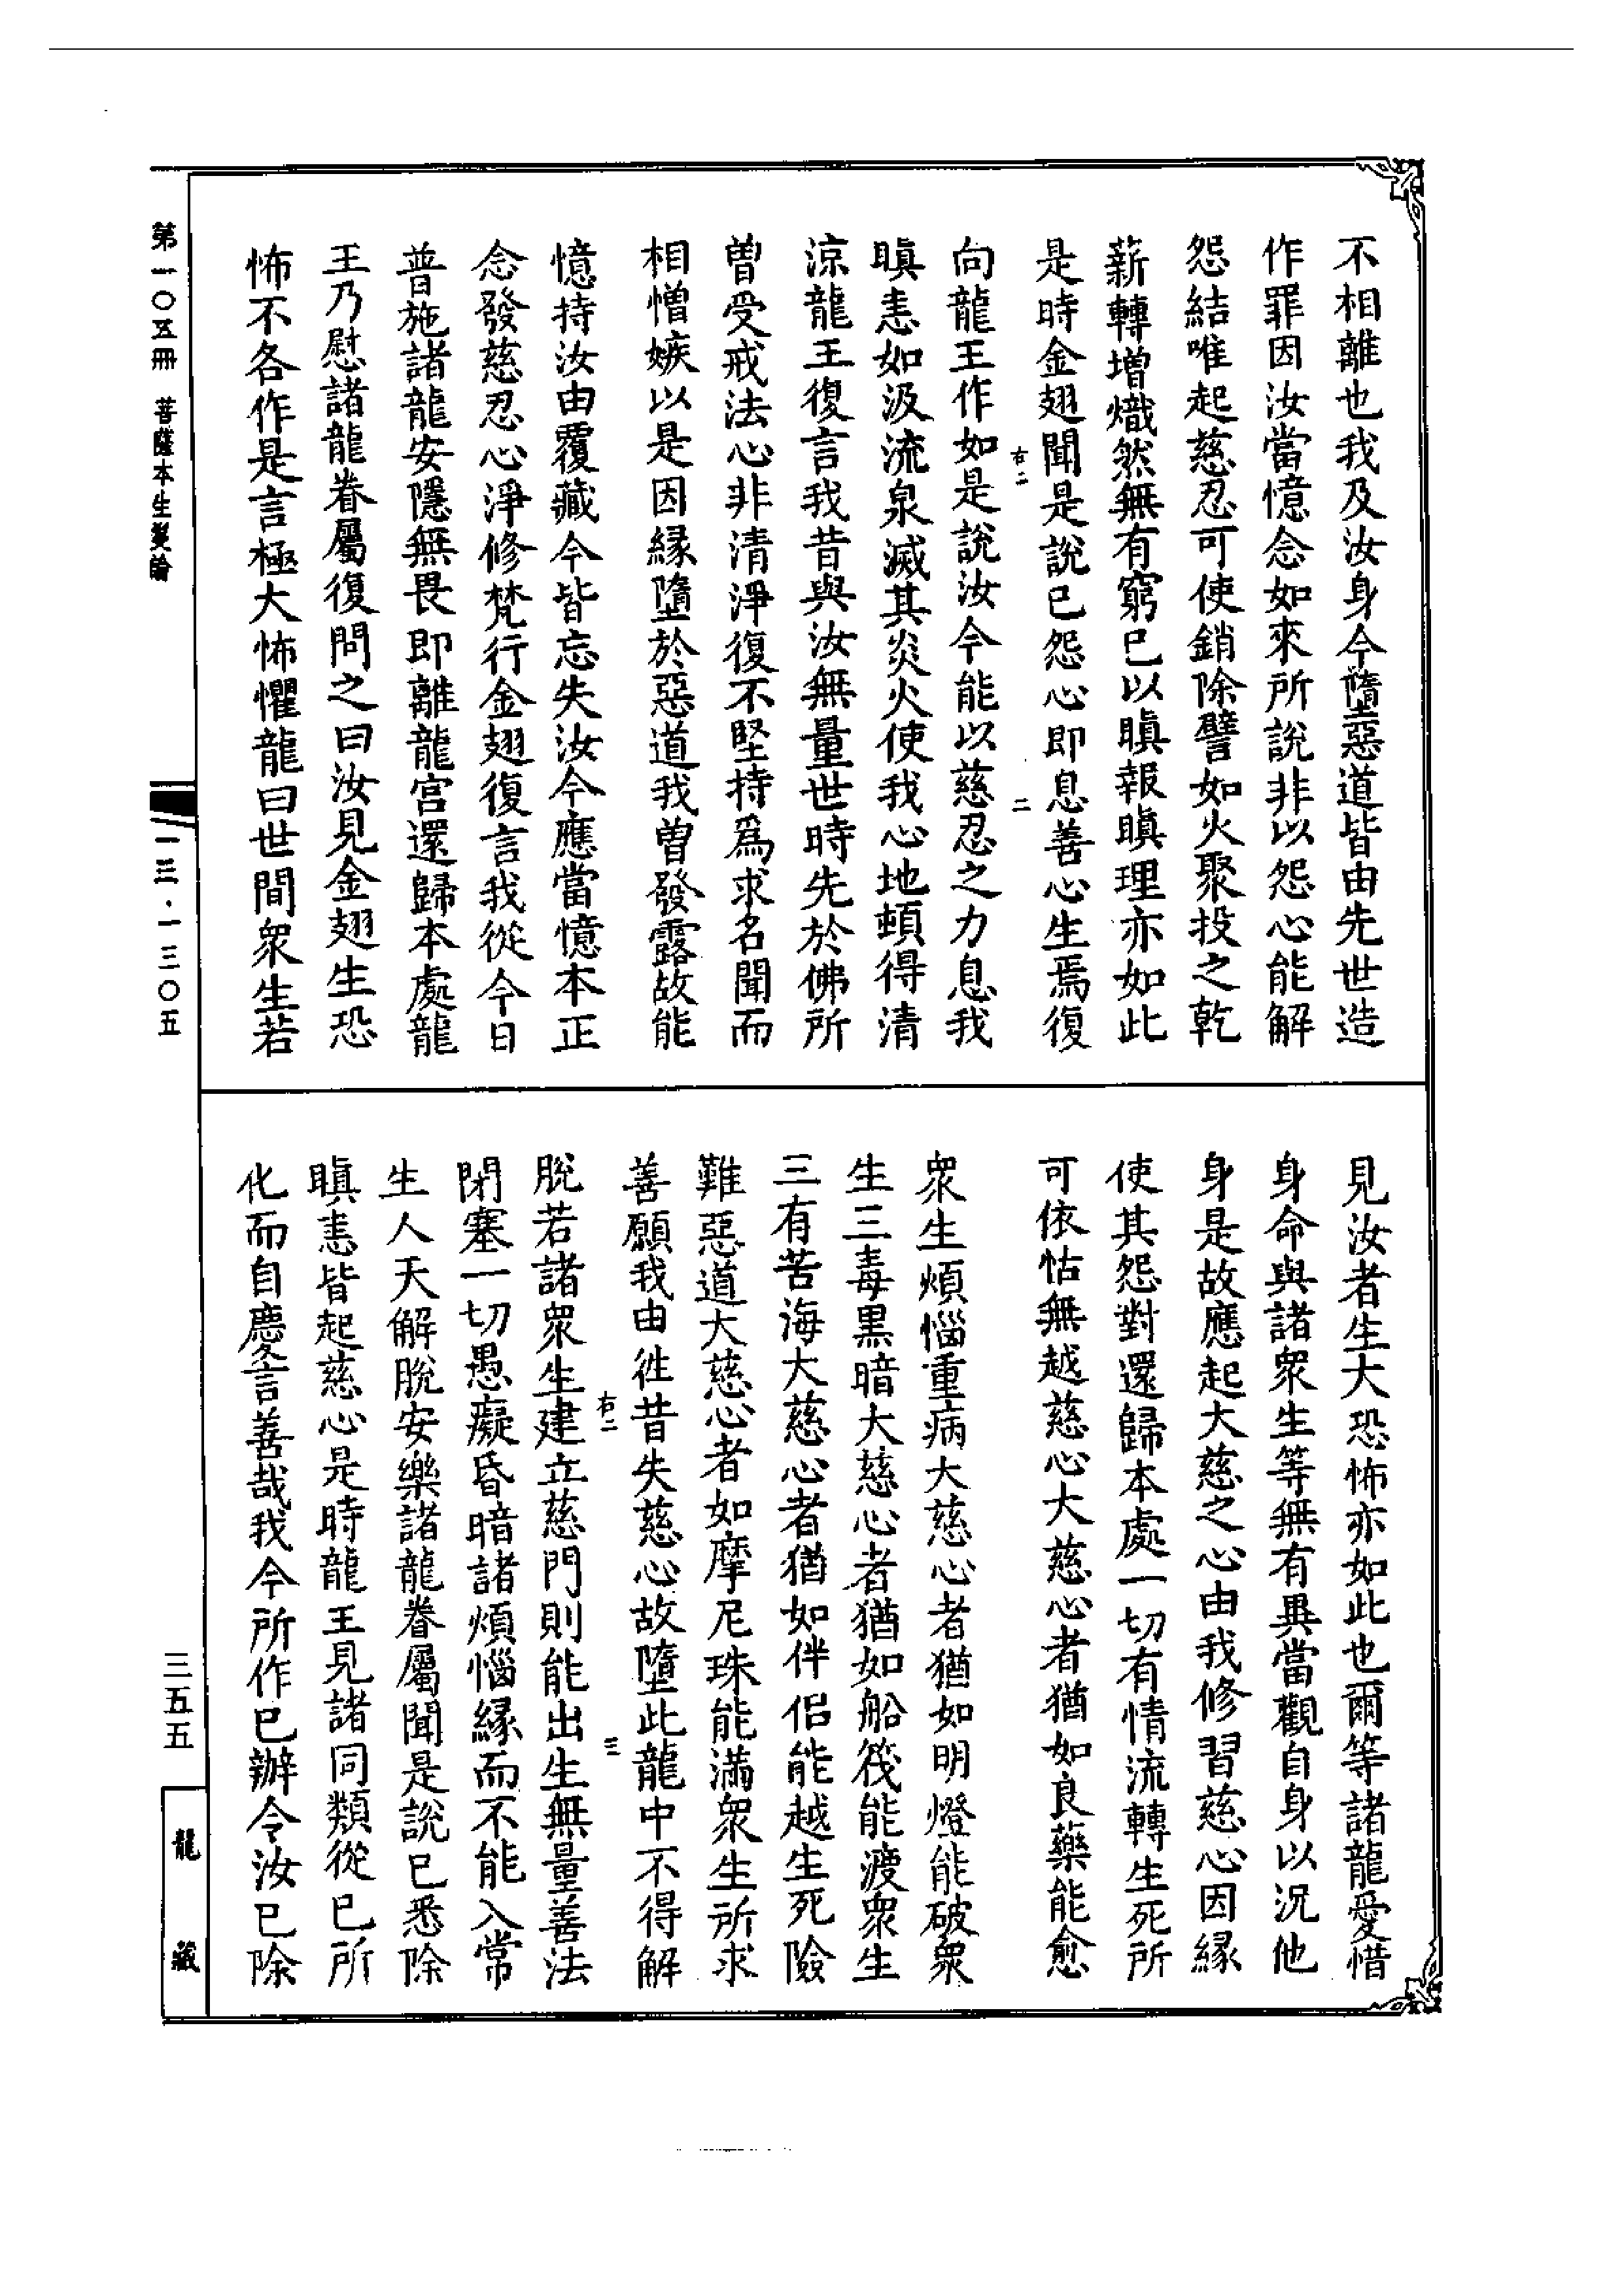 不相離也我及汝身今墮惡道皆由先世造
作罪因汝當憶念如來所說非以怨心能解
怨結唯起慈忍可使銷除譬如火聚投之乾
薪轉增熾然無有窮已以瞋報瞋理亦如此
是時金翅聞是說已怨心即息善心生焉復
右二 二
向龍王作如是說汝今能以慈忍之力息我
瞋恚如汲流泉滅其炎火使我心地頓得清
涼龍王復言我昔與汝無量世時先於佛所
曾受戒法心非清淨復不堅持爲求名聞而
相憎嫉以是因緣墮於惡道我曾發露故能
憶持汝由覆藏今皆忘失汝今應當憶本正
念發慈忍心淨修梵行金翅復言我從今日
普施諸龍安隱無畏即離龍宮還歸本處龍
王乃慰諸龍眷屬復問之曰汝見金翅生恐
怖不各作是言極大怖懼龍曰世間衆生若
見汝者生大恐怖亦如此也爾等諸龍愛惜
身命與諸衆生等無有異當觀自身以況他
身是故應起大慈之心由我修習慈心因緣
使其怨對還歸本處一切有情流轉生死所
可依怙無越慈心大慈心者猶如良藥能愈
衆生煩惱重病大慈心者猶如明燈能破衆
生三毒黑暗大慈心者猶如船筏能渡衆生
三有苦海大慈心者猶如伴侶能越生死險
難惡道大慈心者如摩尼珠能滿衆生所求
善願我由徃昔失慈心故墮此龍中不得解
右二 三
脫若諸衆生建立慈門則能出生無量善法
閉塞一切愚癡昏暗諸煩惱緣而不能入常
生人天解脫安樂諸龍眷屬聞是說已悉除
瞋恚皆起慈心是時龍王見諸同類從已所
化而自慶言善哉我今所作已辦令汝已除
第一〇五冊 菩薩本生鬘論
一三·一三〇五
三五五
龍藏